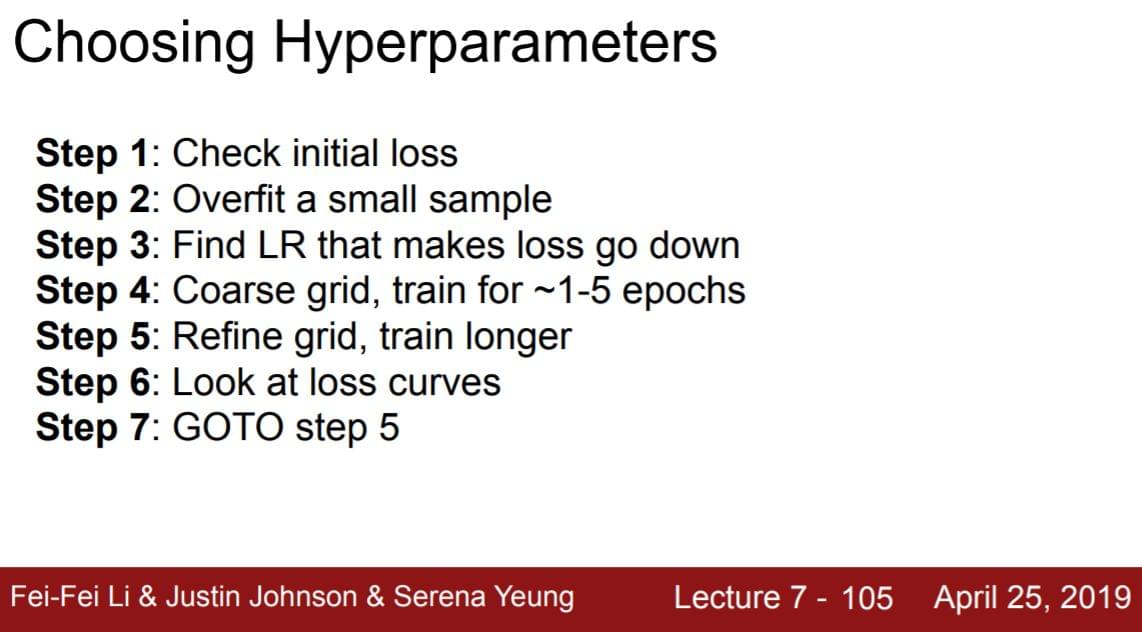 Choosing Hyperparameters
Step 1: Check initial loss
Step 2: Overfit a small sample
Step 3: Find LR that makes loss go down
Step 4: Coarse grid, train for ~1-5 epochs
Step 5: Refine grid, train longer
Step 6: Look at loss curves
Step 7: GOTO step 5
Fei-Fei Li & Justin Johnson & Serena Yeung Lecture 7 - 105 April 25, 2019